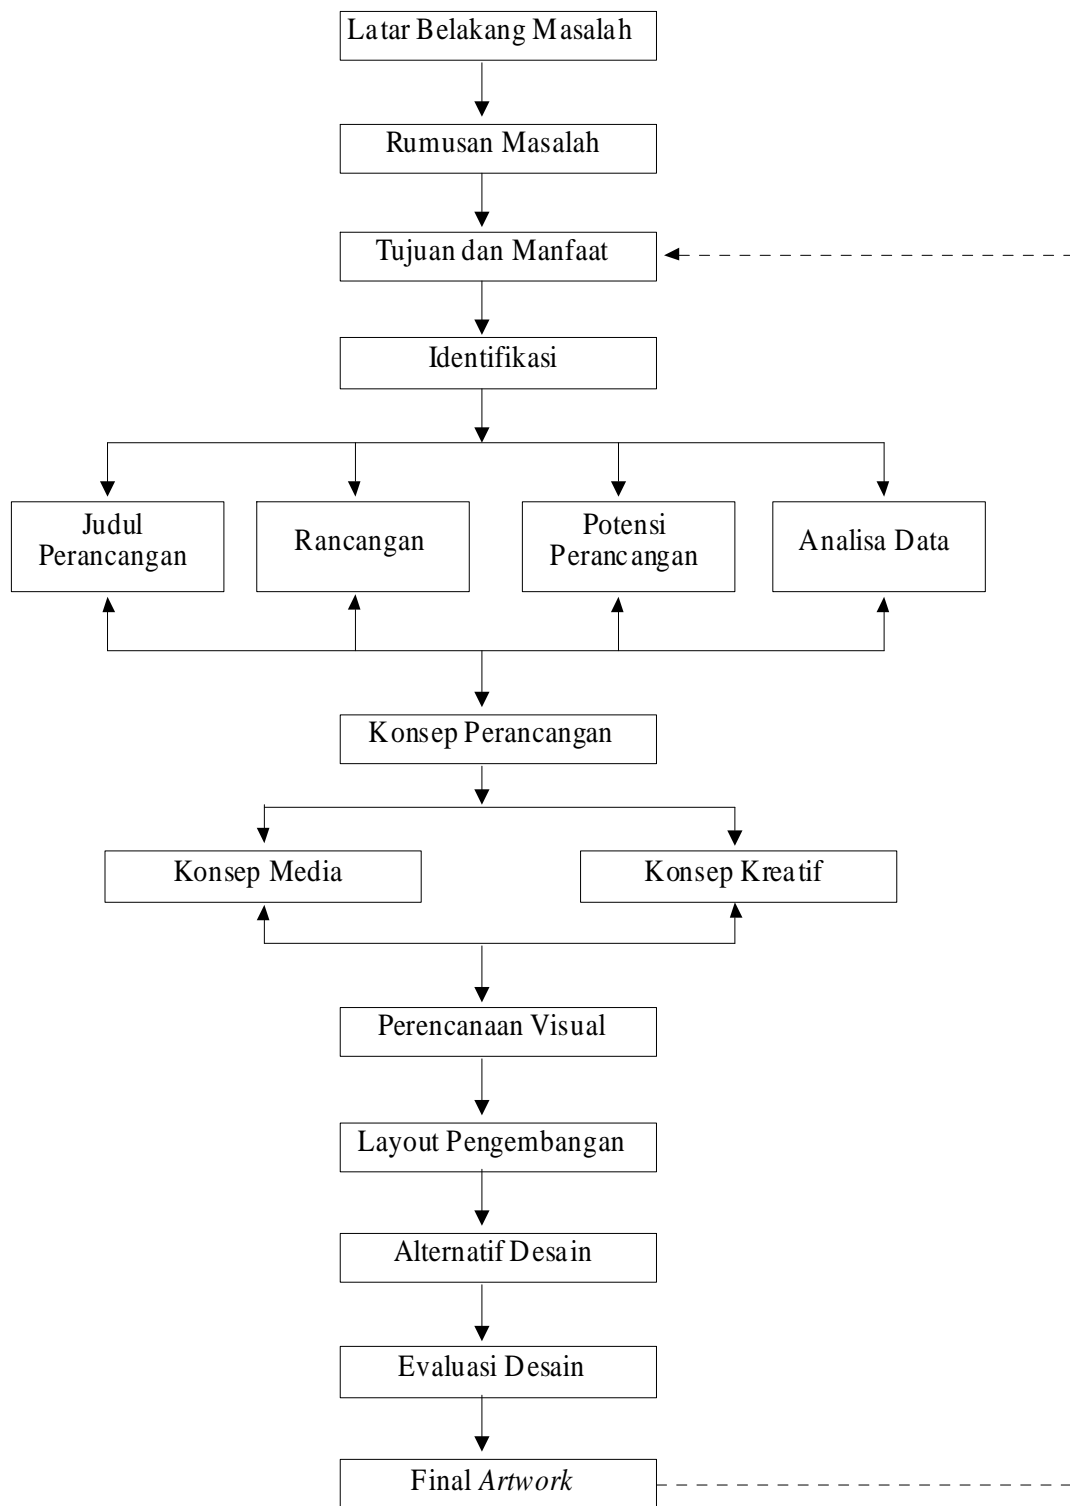 Latar Belakang Masalah
Rumusan Masalah
Tujuan dan Manfaat
Identifikasi
Judul
Perancangan
Rancangan
Potensi
Perancangan
Analisa Data
Konsep Perancangan
Konsep Media
Konsep Kreatif
Perencanaan Visual
Layout Pengembangan
Alternatif Desain
Evaluasi Desain
Final Artwork